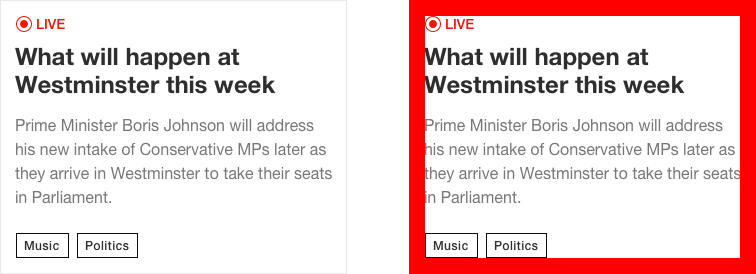 LIVE
What will happen at
Westminster this week
Prime Minister Boris Johnson will address
his new intake of Conservative MPs later as
they arrive in Westminster to take their seats
in Parliament.
Music Politics
LIVE
What will happen at
Westminster this week
Prime Minister Boris Johnson will address
his new intake of Conservative MPs later as
they arrive in Westminster to take their seats
in Parliament.
Music Politics